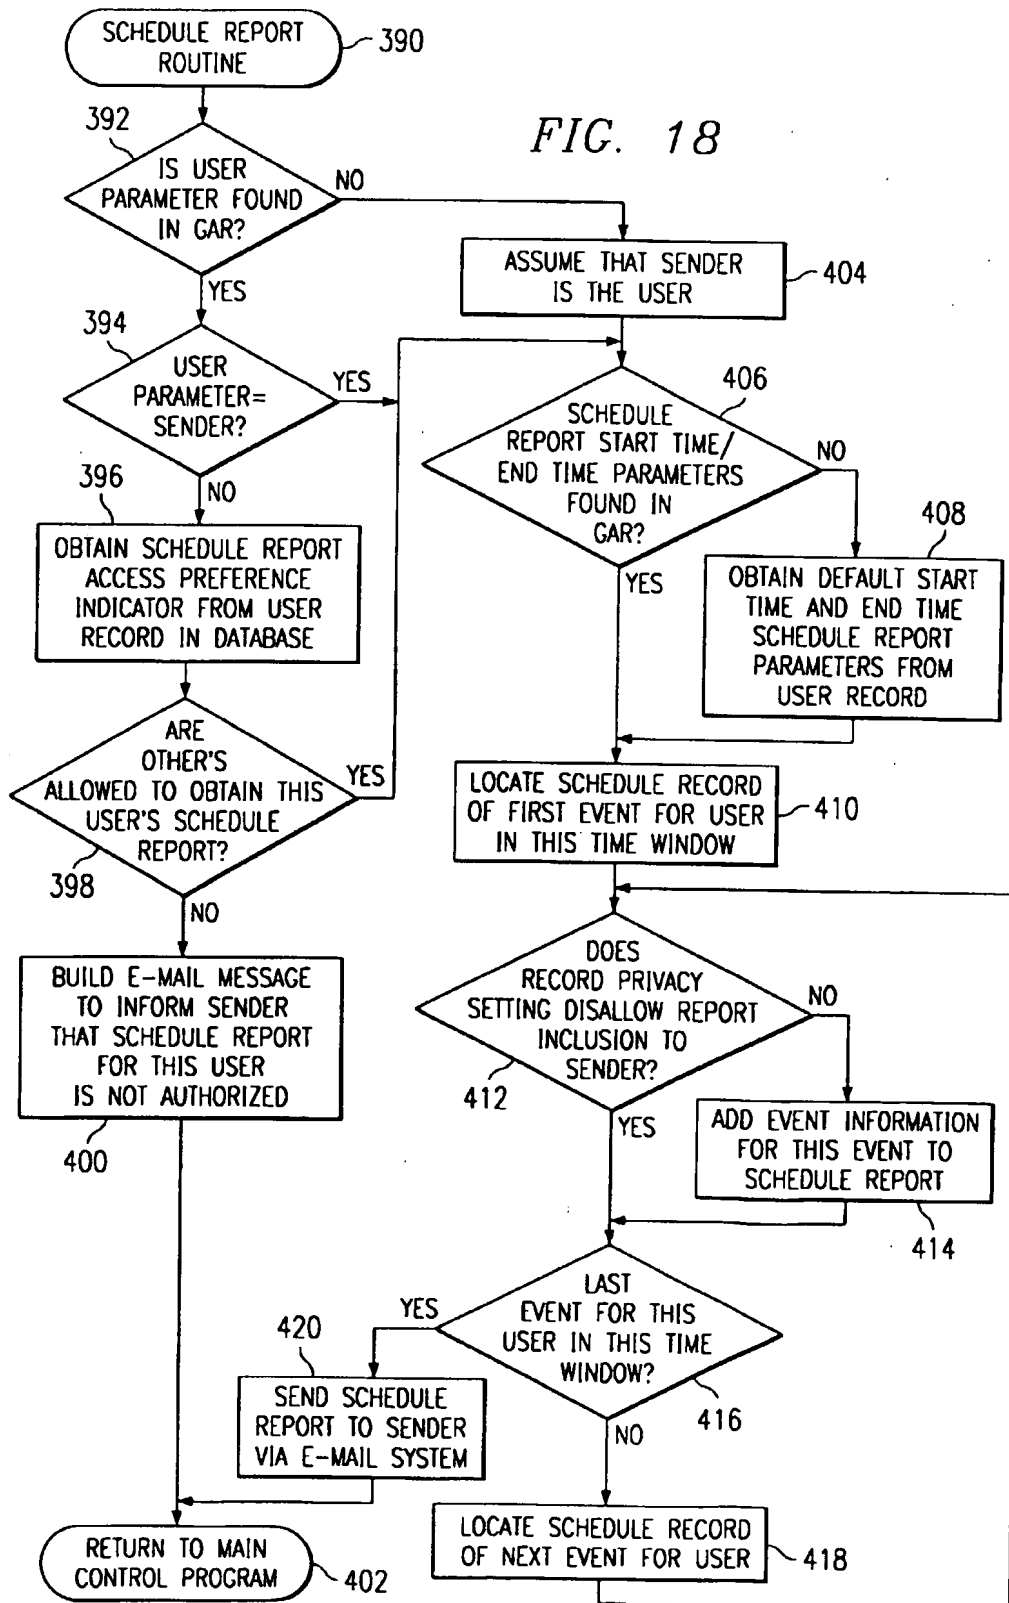 SCHEDULE REPORT
ROUTINE
390
FIG. 18
392
IS USER
PARAMETER FOUND
IN GAR?
NO
YES
ASSUME THAT SENDER
IS THE USER
404
394
USER
PARAMETER=
SENDER?
YES
NO
406
SCHEDULE
REPORT START TIME/
END TIME PARAMETERS
FOUND IN
GAR?
NO
YES
396
OBTAIN SCHEDULE REPORT
ACCESS PREFERENCE
INDICATOR FROM USER
RECORD IN DATABASE
408
OBTAIN DEFAULT START
TIME AND END TIME
SCHEDULE REPORT
PARAMETERS FROM
USER RECORD
ARE
OTHER'S
ALLOWED TO OBTAIN THIS
USER'S SCHEDULE
REPORT?
YES
398
NO
LOCATE SCHEDULE RECORD
OF FIRST EVENT FOR USER
IN THIS TIME WINDOW
410
BUILD E-MAIL MESSAGE
TO INFORM SENDER
THAT SCHEDULE REPORT
FOR THIS USER
IS NOT AUTHORIZED
400
DOES
RECORD PRIVACY
SETTING DISALLOW REPORT
INCLUSION TO
SENDER?
NO
412
YES
ADD EVENT INFORMATION
FOR THIS EVENT TO
SCHEDULE REPORT
414
LAST
EVENT FOR THIS
USER IN THIS TIME
WINDOW?
YES
416
NO
420
SEND SCHEDULE
REPORT TO SENDER
VIA E-MAIL SYSTEM
LOCATE SCHEDULE RECORD
OF NEXT EVENT FOR USER
418
RETURN TO MAIN
CONTROL PROGRAM
402